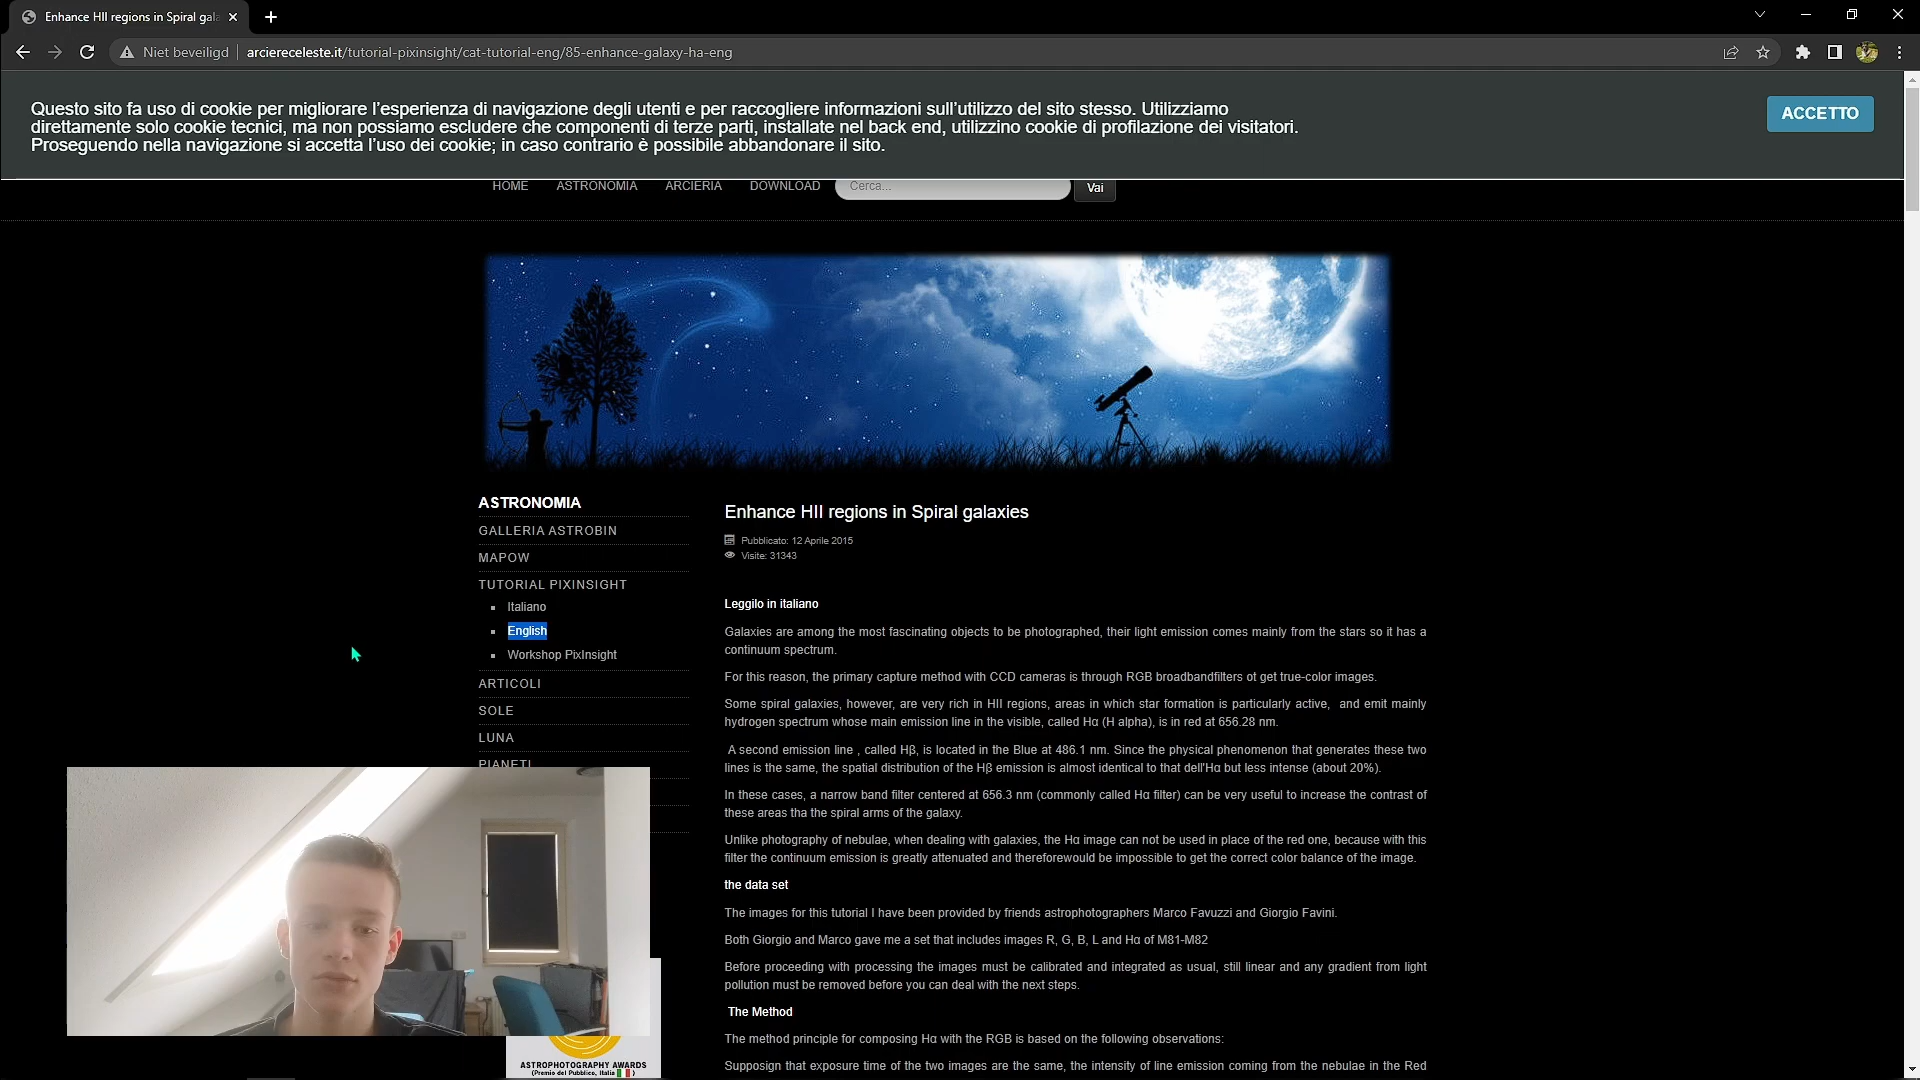 Enhance HII regions in Spiral gala
Niet beveiligd
arciereceleste.it/tutorial-pixinsight/cat-tutorial-eng/85-enhance-galaxy-ha-eng
Questo sito fa uso di cookie per migliorare l'esperienza di navigazione degli utenti e per raccogliere informazioni sull'utilizzo del sito stesso. Utilizziamo
direttamente solo cookie tecnici, ma non possiamo escludere che componenti di terze parti, installate nel back end, utilizzino cookie di profilazione dei visitatori.
Proseguendo nella navigazione si accetta l'uso dei cookie; in caso contrario è possibile abbandonare il sito.
ACCETTO
HOME
ASTRONOMIA
ARCIERIA
DOWNLOAD
Cerca...
Vai
ASTRONOMIA
GALLERIA ASTROBIN
MAPOW
TUTORIAL PIXINSIGHT
Italiano
English
Workshop PixInsight
ARTICOLI
SOLE
LUNA
PIANETI
Enhance HII regions in Spiral galaxies
Pubblicato: 12 Aprile 2015
Visite: 31343
Leggilo in italiano
Galaxies are among the most fascinating objects to be photographed, their light emission comes mainly from the stars so it has a
continuum spectrum.
For this reason, the primary capture method with CCD cameras is through RGB broadbandfilters ot get true-color images.
Some spiral galaxies, however, are very rich in HII regions, areas in which star formation is particularly active, and emit mainly
hydrogen spectrum whose main emission line in the visible, called Hα (H alpha), is in red at 656.28 nm.
A second emission line , called Hβ, is located in the Blue at 486.1 nm. Since the physical phenomenon that generates these two
lines is the same, the spatial distribution of the Hβ emission is almost identical to that dell'Hα but less intense (about 20%).
In these cases, a narrow band filter centered at 656.3 nm (commonly called Hα filter) can be very useful to increase the contrast of
these areas tha the spiral arms of the galaxy.
Unlike photography of nebulae, when dealing with galaxies, the Hα image can not be used in place of the red one, because with this
filter the continuum emission is greatly attenuated and thereforewould be impossible to get the correct color balance of the image.
the data set
The images for this tutorial I have been provided by friends astrophotographers Marco Favuzzi and Giorgio Favini.
Both Giorgio and Marco gave me a set that includes images R, G, B, L and Hα of M81-M82
Before proceeding with processing the images must be calibrated and integrated as usual, still linear and any gradient from light
pollution must be removed before you can deal with the next steps.
The Method
The method principle for composing Hα with the RGB is based on the following observations:
Supposign that exposure time of the two images are the same, the intensity of line emission coming from the nebulae in the Red
ASTROPHOTOGRAPHY AWARDS
(Premio del Pubblico, Italia )